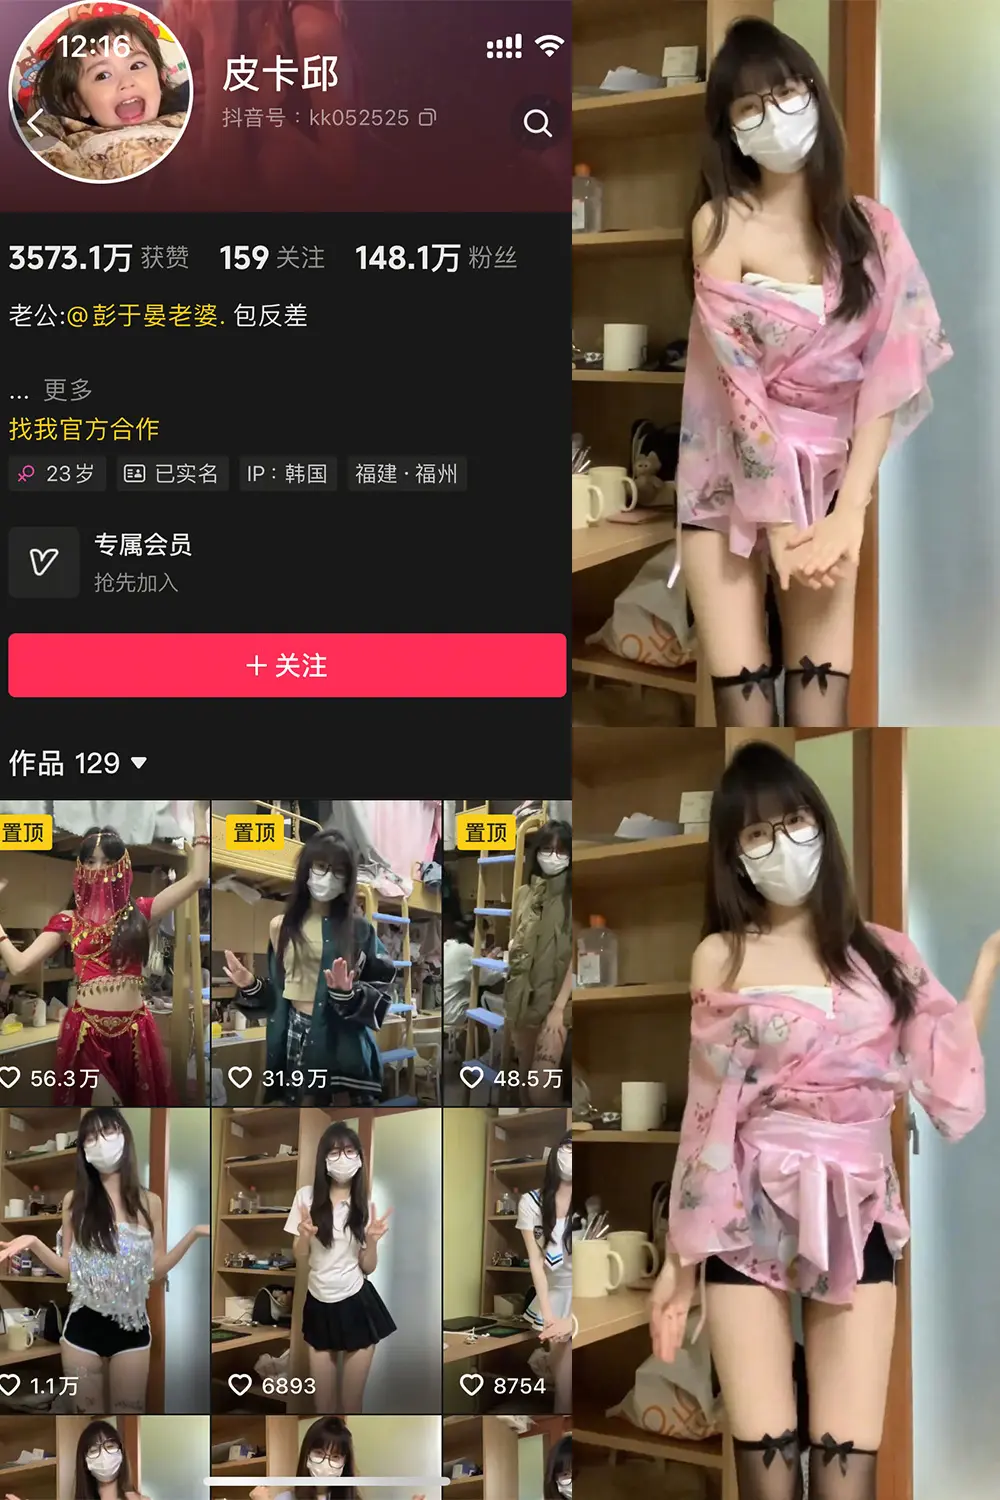 12:16
皮卡邱
抖音号：kk052525
3573.1万 获赞 159 关注 148.1万 粉丝
老公:@彭于晏老婆. 包反差
... 更多
找我官方合作
23岁 已实名 IP：韩国 福建·福州
专属会员
抢先加入
＋关注
作品 129
置顶 置顶 置顶
56.3万 31.9万 48.5万
1.1万 6893 8754